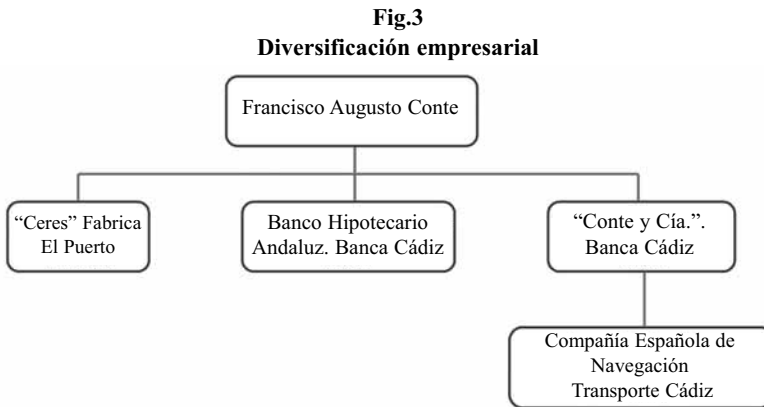 Fig.3
Diversificación empresarial
Francisco Augusto Conte
“Ceres” Fabrica
El Puerto
Banco Hipotecario
Andaluz. Banca Cádiz
“Conte y Cía.”.
Banca Cádiz
Compañía Española de
Navegación
Transporte Cádiz